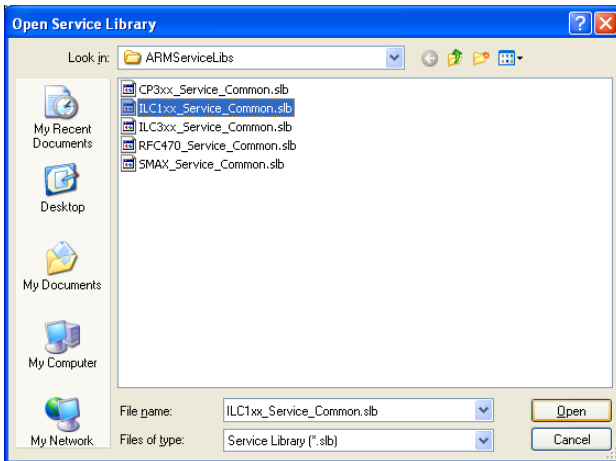 Open Service Library
Look in: ARMServiceLibs
CP3xx_Service_Common.slb
ILC1xx_Service_Common.slb
ILC3xx_Service_Common.slb
RFC470_Service_Common.slb
SMAX_Service_Common.slb
My Recent
Documents
Desktop
My Documents
My Computer
My Network
File name: ILC1xx_Service_Common.slb Open
Files of type: Service Library (*.slb) Cancel